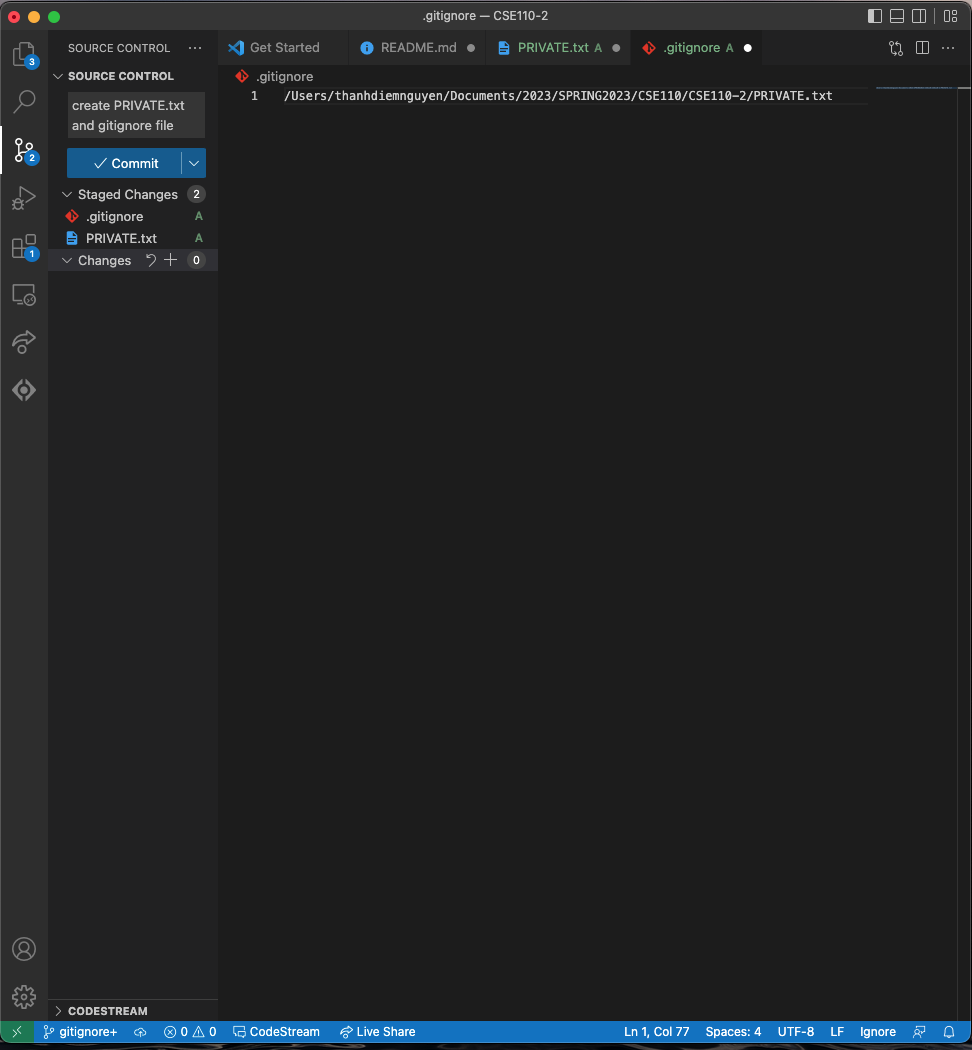 .gitignore — CSE110-2
SOURCE CONTROL
Get Started
README.md
PRIVATE.txt A
.gitignore A
3
SOURCE CONTROL
.gitignore
create PRIVATE.txt
and gitignore file
1 /Users/thanhdiemnguyen/Documents/2023/SPRING2023/CSE110/CSE110-2/PRIVATE.txt
2
Commit
Staged Changes 2
.gitignore A
PRIVATE.txt A
1
Changes 0
CODESTREAM
gitignore+ 0 0 CodeStream Live Share Ln 1, Col 77 Spaces: 4 UTF-8 LF Ignore